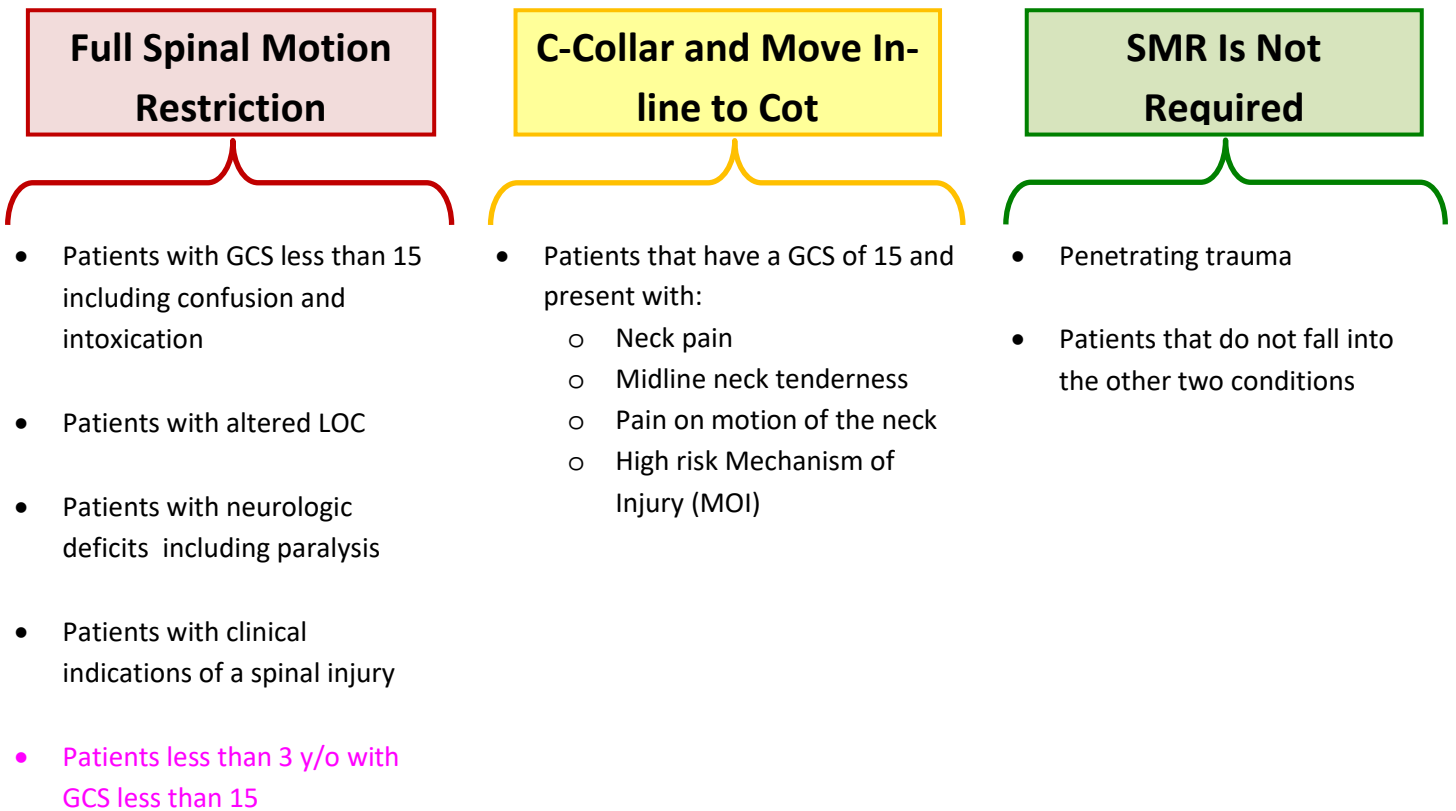 Full Spinal Motion
Restriction
• Patients with GCS less than 15
including confusion and
intoxication
• Patients with altered LOC
• Patients with neurologic
deficits including paralysis
• Patients with clinical
indications of a spinal injury
• Patients less than 3 y/o with
GCS less than 15
C-Collar and Move In-
line to Cot
• Patients that have a GCS of 15 and
present with:
o Neck pain
o Midline neck tenderness
o Pain on motion of the neck
o High risk Mechanism of
Injury (MOI)
SMR Is Not
Required
• Penetrating trauma
• Patients that do not fall into
the other two conditions